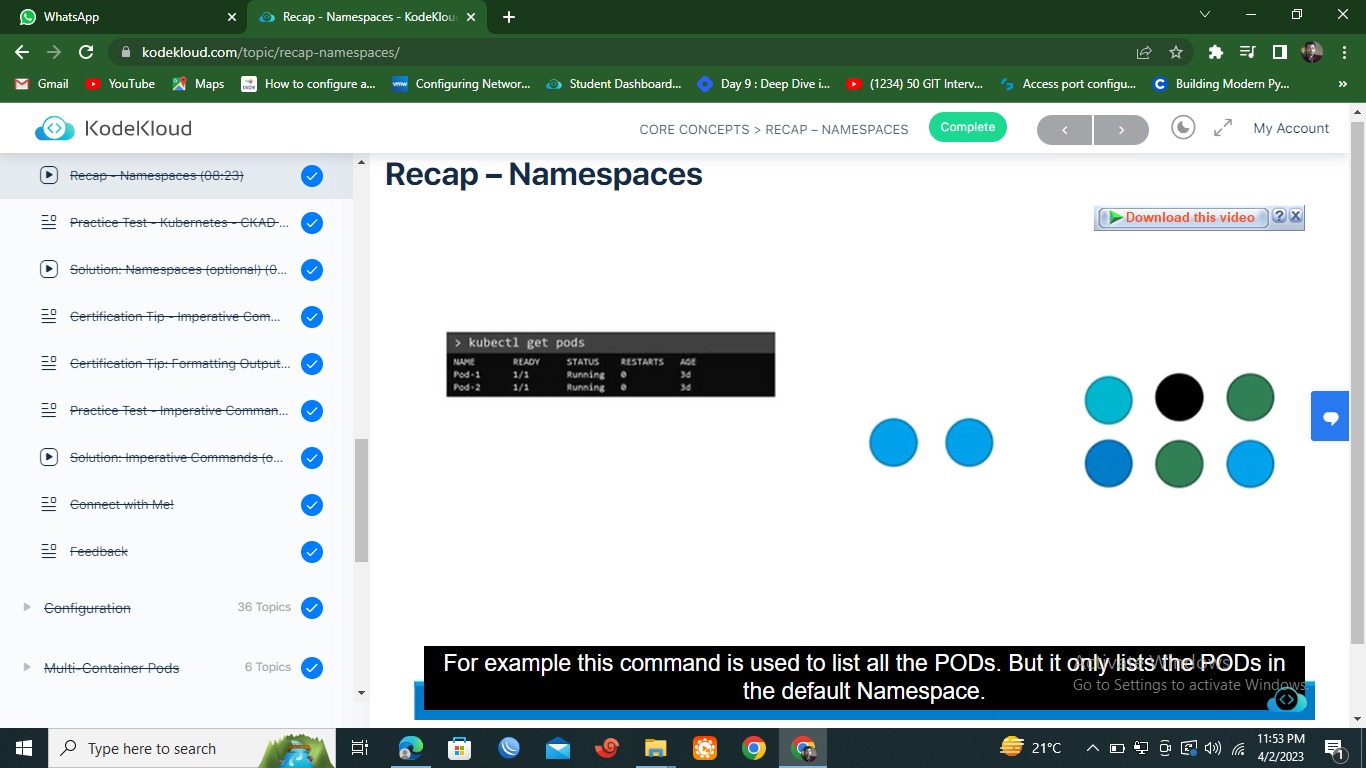 WhatsApp
Recap - Namespaces - KodeKlou
kodekloud.com/topic/recap-namespaces/
Gmail
YouTube
Maps
How to configure a...
Configuring Networ...
Student Dashboard...
Day 9 : Deep Dive i...
(1234) 50 GIT Interv...
Access port configu...
Building Modern Py...
»
KodeKloud
CORE CONCEPTS > RECAP – NAMESPACES
Complete
My Account
Recap - Namespaces (08:23)
Practice Test - Kubernetes - CKAD ...
Solution: Namespaces (optional) (0...
Certification Tip - Imperative Com...
Certification Tip: Formatting Output...
Practice Test - Imperative Comman...
Solution: Imperative Commands (o...
Connect with Me!
Feedback
Configuration 36 Topics
Multi-Container Pods 6 Topics
Recap – Namespaces
Download this video ? X
> kubectl get pods
NAME READY STATUS RESTARTS AGE
Pod-1 1/1 Running 0 3d
Pod-2 1/1 Running 0 3d
For example this command is used to list all the PODs. But it only lists the PODs in
the default Namespace.
Activate Windows
Go to Settings to activate Windows.
Type here to search
21°C
11:53 PM
4/2/2023
1